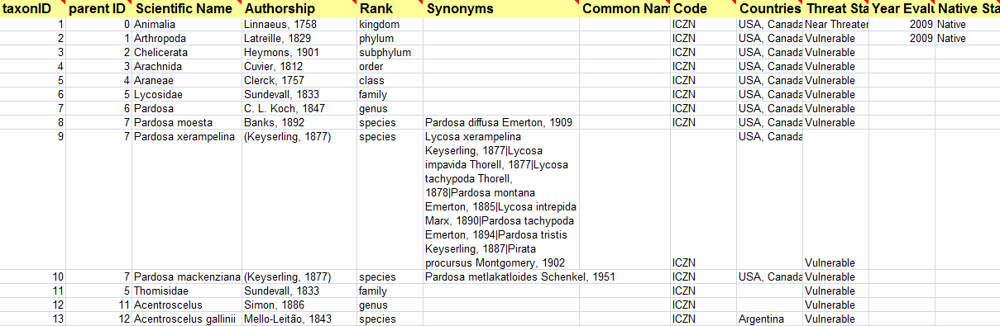 taxonID parent ID Scientific Name Authorship Rank Synonyms Common Nam Code Countries Threat Sta Year Evalu Native Sta
1 0 Animalia Linnaeus, 1758 kingdom ICZN USA, Canada Near Threater 2009 Native
2 1 Arthropoda Latreille, 1829 phylum ICZN USA, Canada Vulnerable 2009 Native
3 2 Chelicerata Heymons, 1901 subphylum ICZN USA, Canada Vulnerable
4 3 Arachnida Cuvier, 1812 order ICZN USA, Canada Vulnerable
5 4 Araneae Clerck, 1757 class ICZN USA, Canada Vulnerable
6 5 Lycosidae Sundevall, 1833 family ICZN USA, Canada Vulnerable
7 6 Pardosa C. L. Koch, 1847 genus ICZN USA, Canada Vulnerable
8 7 Pardosa moesta Banks, 1892 species Pardosa diffusa Emerton, 1909 ICZN USA, Canada Vulnerable
9 7 Pardosa xerampelina (Keyserling, 1877) species Lycosa xerampelina USA, Canada
Keyserling, 1877|Lycosa
impavida Thorell, 1877|Lycosa
tachypoda Thorell,
1878|Pardosa montana
Emerton, 1885|Lycosa intrepida
Marx, 1890|Pardosa tachypoda
Emerton, 1894|Pardosa tristis
Keyserling, 1887|Pirata
procursus Montgomery, 1902 ICZN Vulnerable
10 7 Pardosa mackenziana (Keyserling, 1877) species Pardosa metlakatloides Schenkel, 1951 ICZN USA, Canada Vulnerable
11 5 Thomisidae Sundevall, 1833 family ICZN Vulnerable
12 11 Acentroscelus Simon, 1886 genus ICZN Vulnerable
13 12 Acentroscelus gallinii Mello-Leitão, 1843 species ICZN Argentina Vulnerable